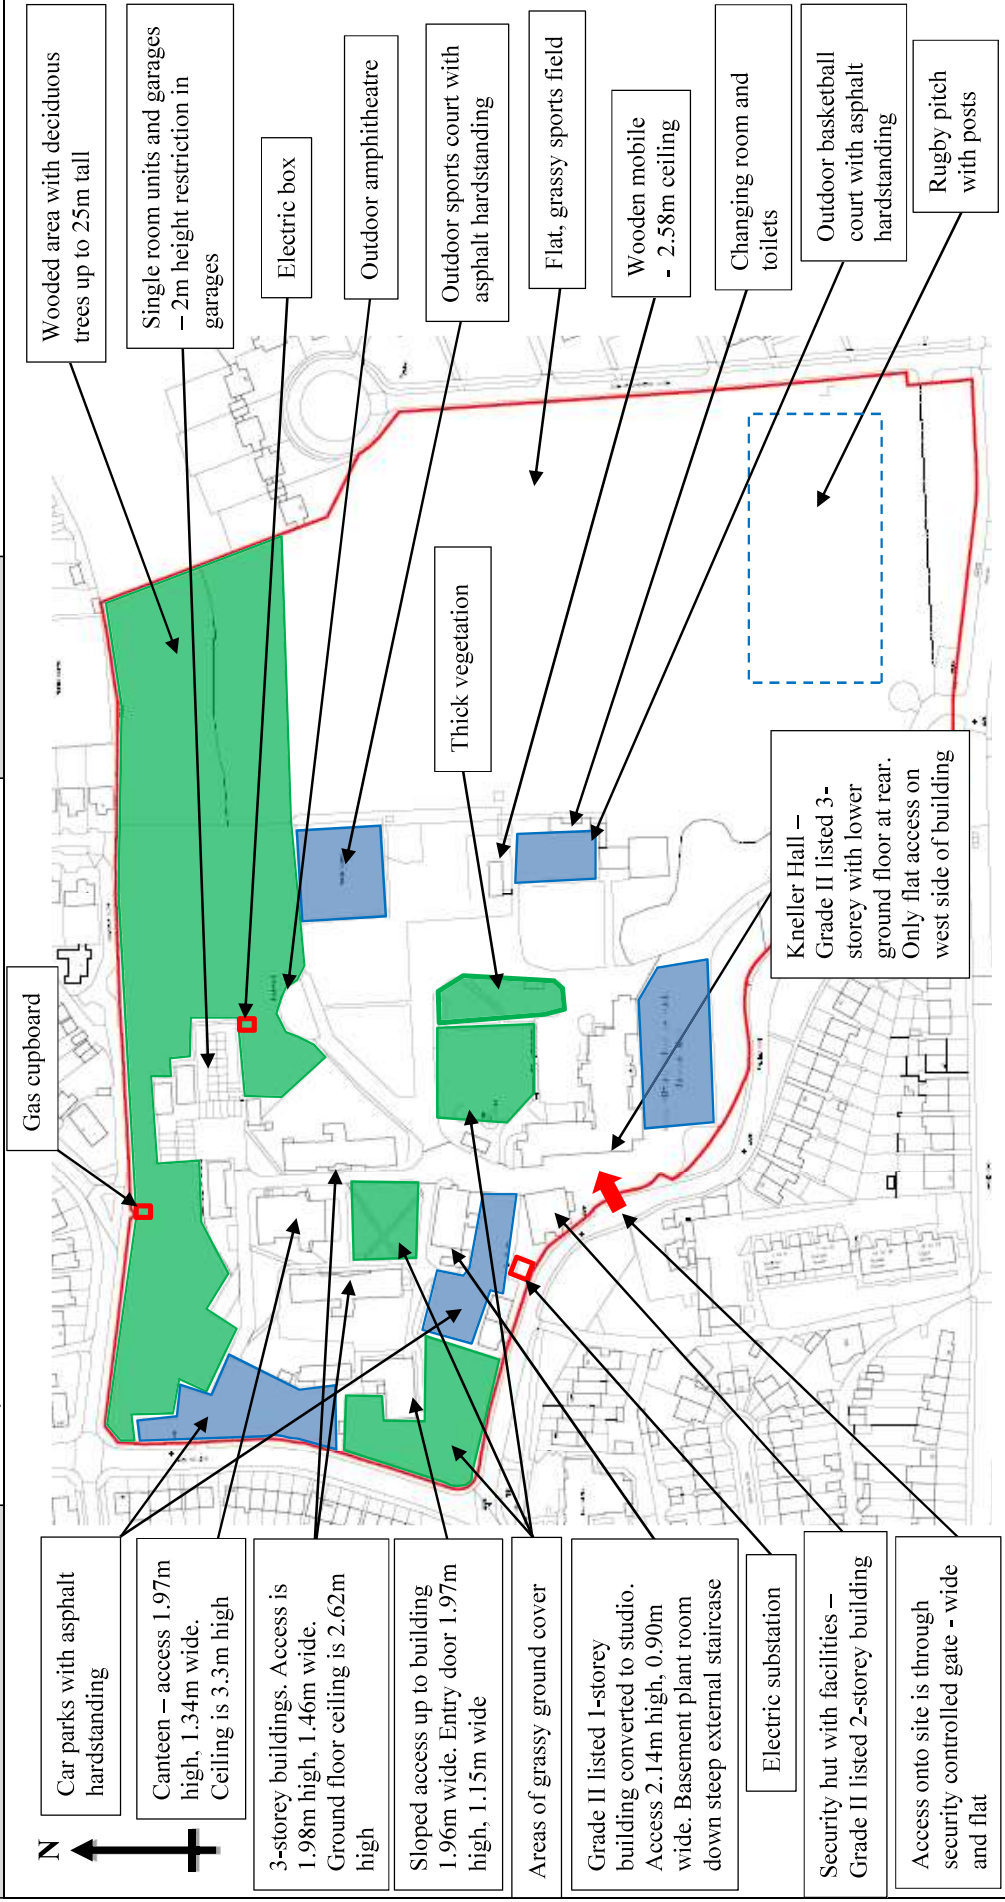 N
Car parks with asphalt
hardstanding
Canteen – access 1.97m
high, 1.34m wide.
Ceiling is 3.3m high
3-storey buildings. Access is
1.98m high, 1.46m wide.
Ground floor ceiling is 2.62m
high
Sloped access up to building
1.96m wide. Entry door 1.97m
high, 1.15m wide
Areas of grassy ground cover
Grade II listed 1-storey
building converted to studio.
Access 2.14m high, 0.90m
wide. Basement plant room
down steep external staircase
Electric substation
Security hut with facilities –
Grade II listed 2-storey building
Access onto site is through
security controlled gate - wide
and flat
Gas cupboard
Thick vegetation
Kneller Hall –
Grade II listed 3-
storey with lower
ground floor at rear.
Only flat access on
west side of building
Wooded area with deciduous
trees up to 25m tall
Single room units and garages
– 2m height restriction in
garages
Electric box
Outdoor amphitheatre
Outdoor sports court with
asphalt hardstanding
Flat, grassy sports field
Wooden mobile
- 2.58m ceiling
Changing room and
toilets
Outdoor basketball
court with asphalt
hardstanding
Rugby pitch
with posts